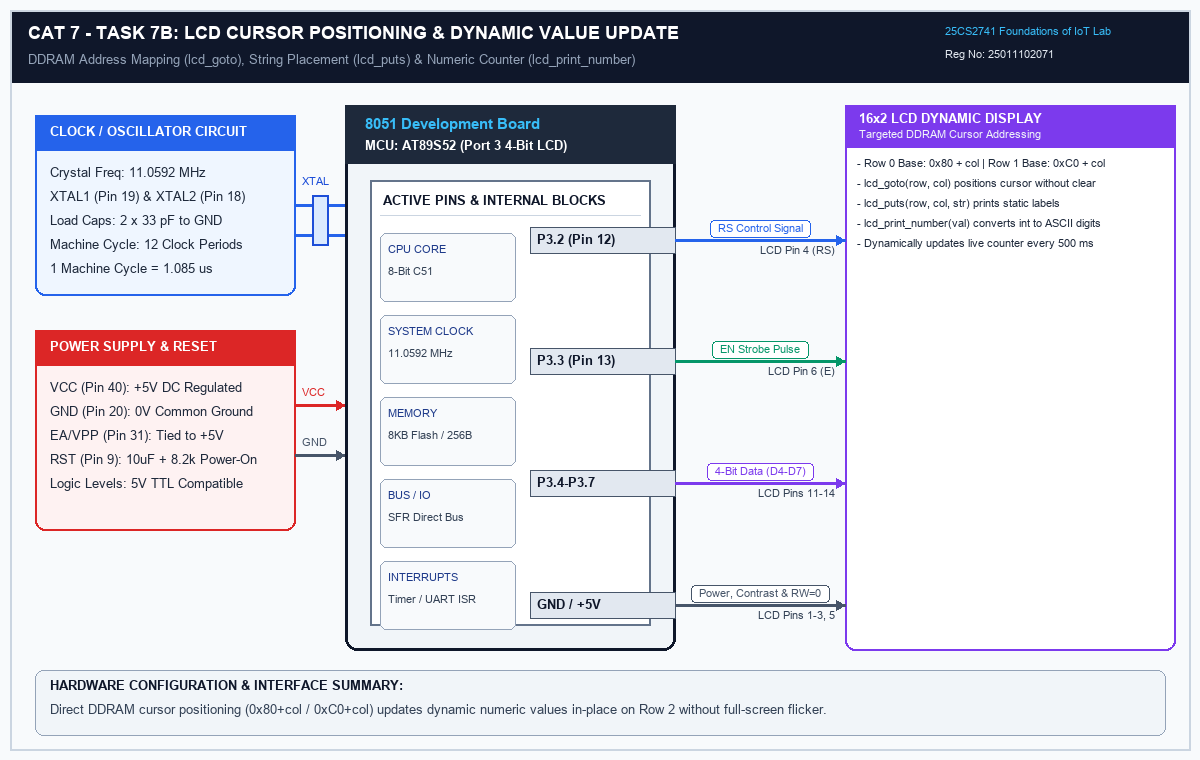 CAT 7 - TASK 7B: LCD CURSOR POSITIONING & DYNAMIC VALUE UPDATE
DDRAM Address Mapping (lcd_goto), String Placement (lcd_puts) & Numeric Counter (lcd_print_number)
25CS2741 Foundations of IoT Lab
Reg No: 25011102071
CLOCK / OSCILLATOR CIRCUIT
Crystal Freq: 11.0592 MHz
XTAL1 (Pin 19) & XTAL2 (Pin 18)
Load Caps: 2 x 33 pF to GND
Machine Cycle: 12 Clock Periods
1 Machine Cycle = 1.085 us
XTAL
POWER SUPPLY & RESET
VCC (Pin 40): +5V DC Regulated
GND (Pin 20): 0V Common Ground
EA/VPP (Pin 31): Tied to +5V
RST (Pin 9): 10uF + 8.2k Power-On
Logic Levels: 5V TTL Compatible
VCC
GND
8051 Development Board
MCU: AT89S52 (Port 3 4-Bit LCD)
ACTIVE PINS & INTERNAL BLOCKS
CPU CORE
8-Bit C51
SYSTEM CLOCK
11.0592 MHz
MEMORY
8KB Flash / 256B
BUS / IO
SFR Direct Bus
INTERRUPTS
Timer / UART ISR
P3.2 (Pin 12)
P3.3 (Pin 13)
P3.4-P3.7
GND / +5V
RS Control Signal
LCD Pin 4 (RS)
EN Strobe Pulse
LCD Pin 6 (E)
4-Bit Data (D4-D7)
LCD Pins 11-14
Power, Contrast & RW=0
LCD Pins 1-3, 5
16x2 LCD DYNAMIC DISPLAY
Targeted DDRAM Cursor Addressing
- Row 0 Base: 0x80 + col | Row 1 Base: 0xC0 + col
- lcd_goto(row, col) positions cursor without clear
- lcd_puts(row, col, str) prints static labels
- lcd_print_number(val) converts int to ASCII digits
- Dynamically updates live counter every 500 ms
HARDWARE CONFIGURATION & INTERFACE SUMMARY:
Direct DDRAM cursor positioning (0x80+col / 0xC0+col) updates dynamic numeric values in-place on Row 2 without full-screen flicker.